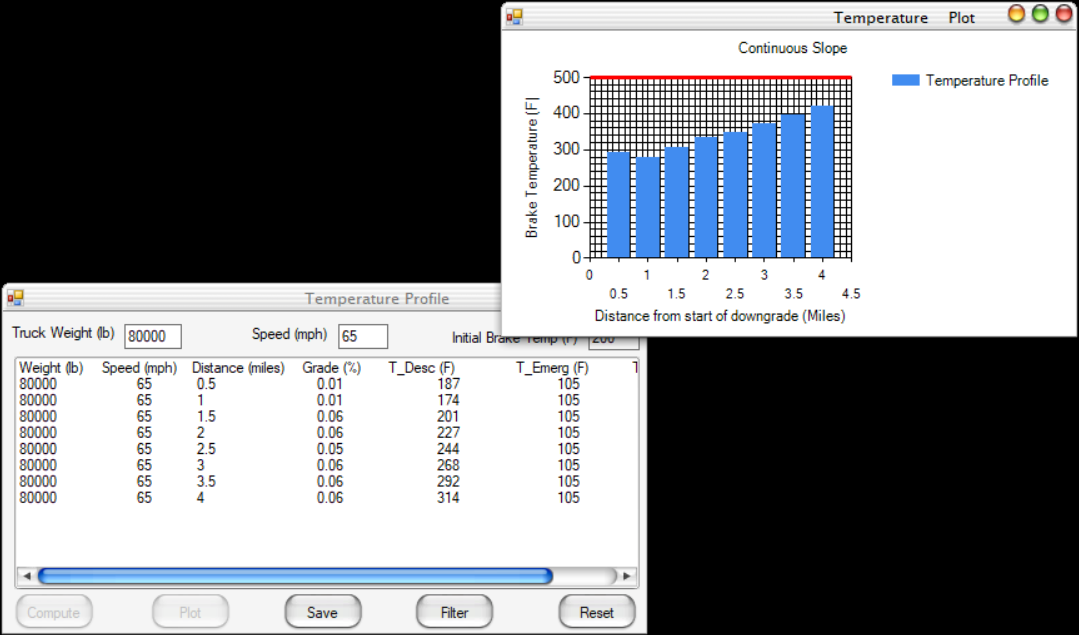 Temperature Plot
Continuous Slope
Temperature Profile
Brake Temperature (F)
500
400
300
200
100
0
0 1 2 3 4
0.5 1.5 2.5 3.5 4.5
Distance from start of downgrade (Miles)
Temperature Profile
Truck Weight (lb) 80000 Speed (mph) 65 Initial Brake Temp (F) 200
Weight (lb) Speed (mph) Distance (miles) Grade (%) T_Desc (F) T_Emerg (F) T
80000 65 0.5 0.01 187 105
80000 65 1 0.01 174 105
80000 65 1.5 0.06 201 105
80000 65 2 0.06 227 105
80000 65 2.5 0.05 244 105
80000 65 3 0.06 268 105
80000 65 3.5 0.06 292 105
80000 65 4 0.06 314 105
Compute Plot Save Filter Reset